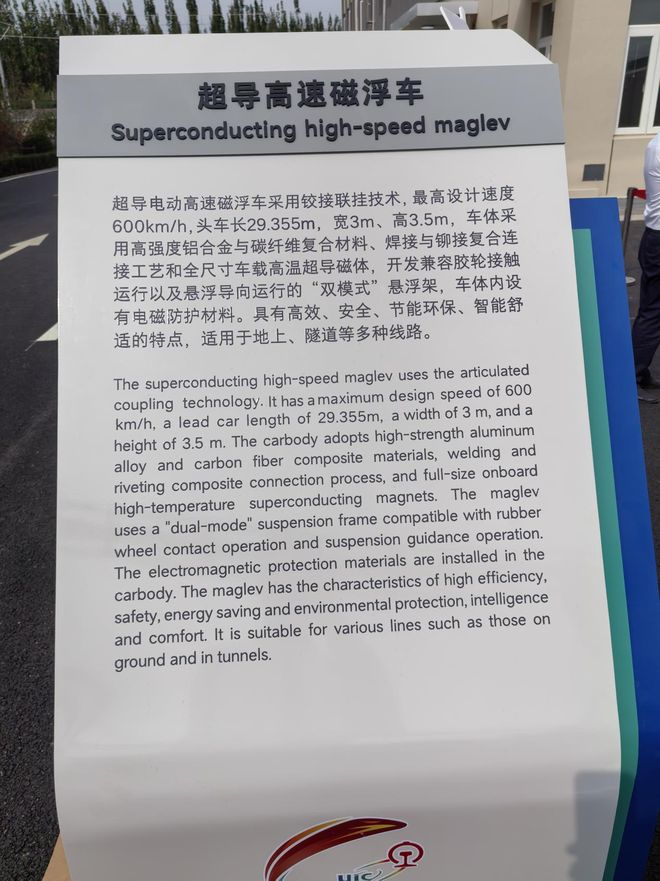 超导高速磁浮车
Superconducting high-speed maglev
超导电动高速磁浮车采用铰接联挂技术，最高设计速度
600km/h，头车长29.355m，宽3m、高3.5m，车体采
用高强度铝合金与碳纤维复合材料、焊接与铆接复合连
接工艺和全尺寸车载高温超导磁体，开发兼容胶轮接触
运行以及悬浮导向运行的“双模式”悬浮架，车体内设
有电磁防护材料。具有高效、安全、节能环保、智能舒
适的特点，适用于地上、隧道等多种线路。
The superconducting high-speed maglev uses the articulated
coupling technology. It has a maximum design speed of 600
km/h, a lead car length of 29.355m, a width of 3 m, and a
height of 3.5 m. The carbody adopts high-strength aluminum
alloy and carbon fiber composite materials, welding and
riveting composite connection process, and full-size onboard
high-temperature superconducting magnets. The maglev
uses a "dual-mode" suspension frame compatible with rubber
wheel contact operation and suspension guidance operation.
The electromagnetic protection materials are installed in the
carbody. The maglev has the characteristics of high efficiency,
safety, energy saving and environmental protection, intelligence
and comfort. It is suitable for various lines such as those on
ground and in tunnels.
UIC